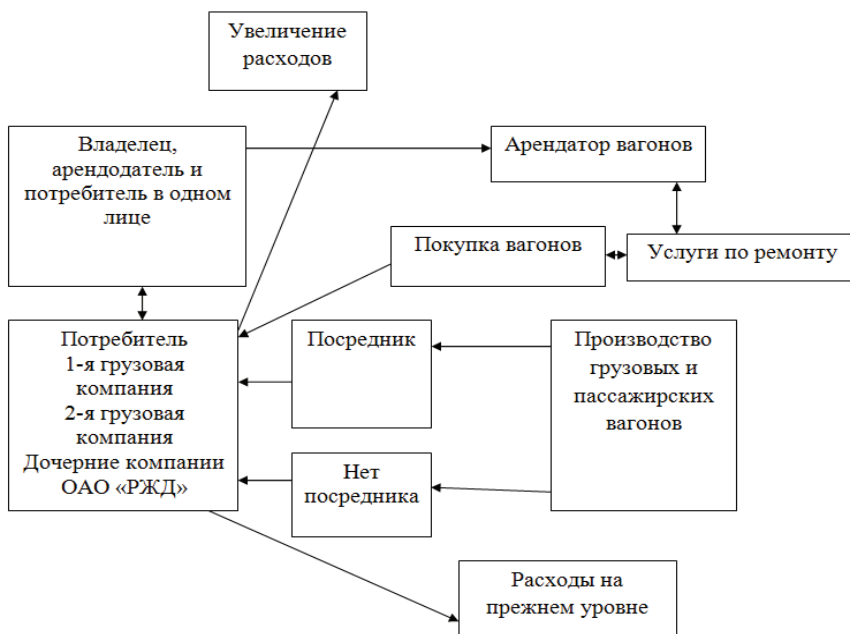 Увеличение
расходов
Владелец,
арендодатель и
потребитель в одном
лице
Арендатор вагонов
Покупка вагонов
Услуги по ремонту
Потребитель
1-я грузовая
компания
2-я грузовая
компания
Дочерние компании
ОАО «РЖД»
Посредник
Производство
грузовых и
пассажирских
вагонов
Нет
посредника
Расходы на
прежнем уровне